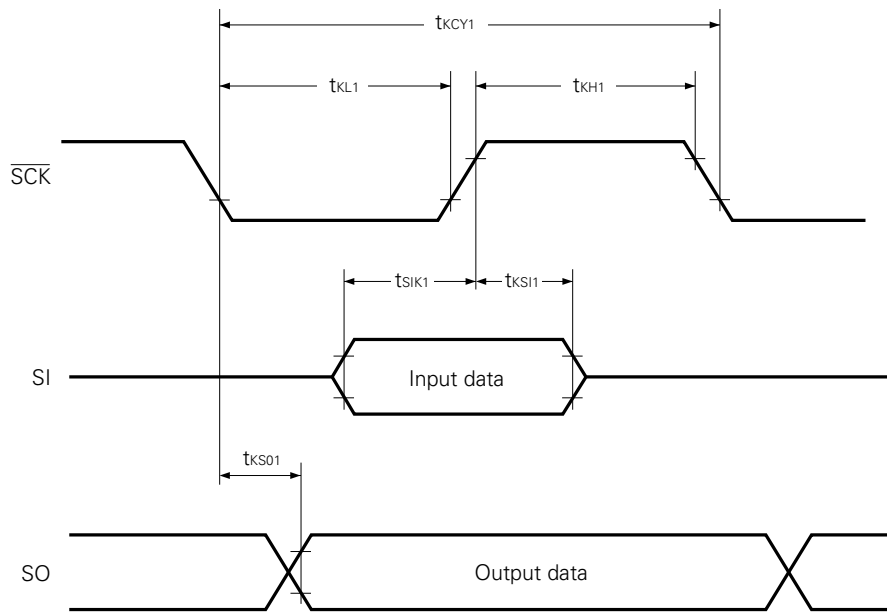 tKCY1
tKL1
tKH1
SCK
tSIK1
tKSI1
SI
Input data
tKSO1
SO
Output data